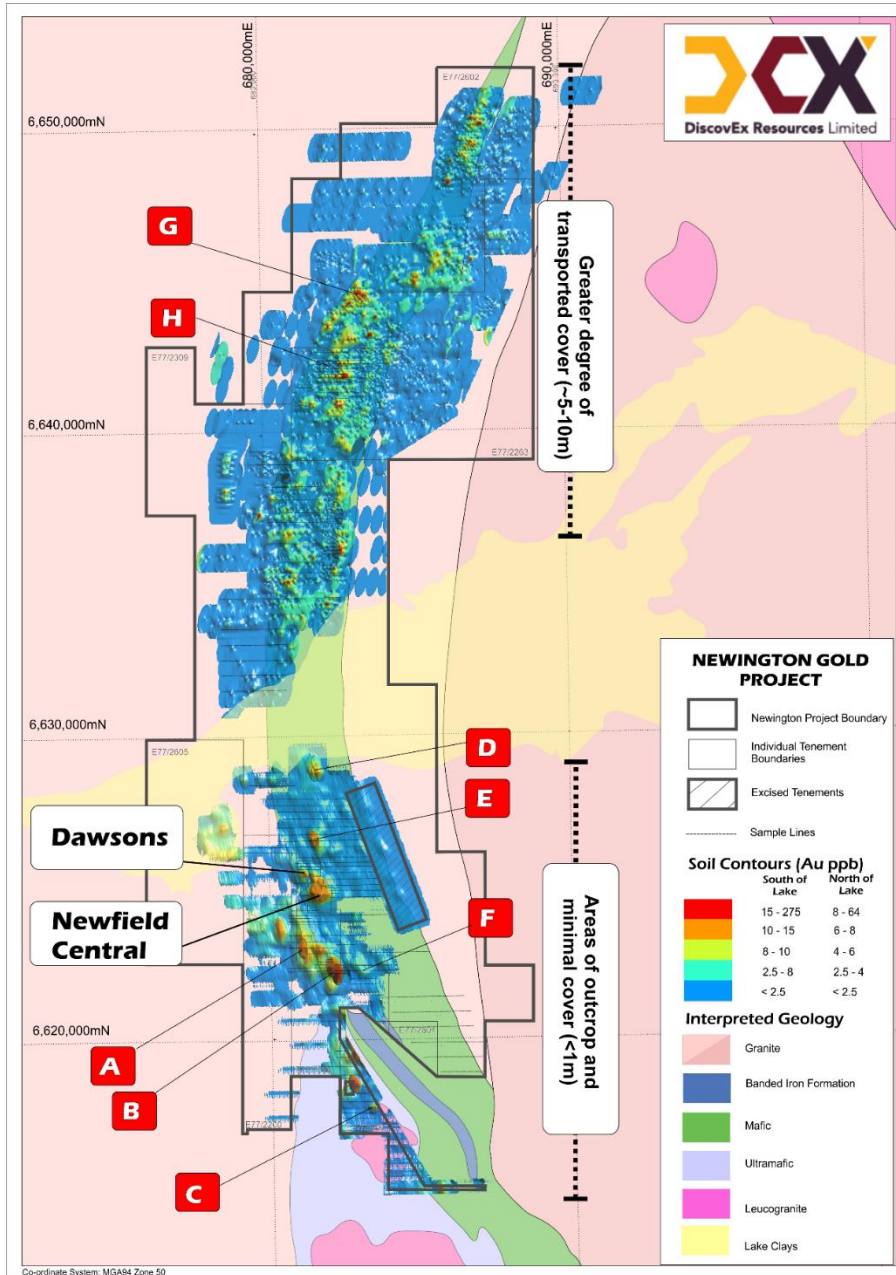 680,000mE
690,000mE
E77/2602
DCX
DiscovEx Resources Limited
6,650,000mN
G
Greater degree of
transported cover (~5-10m)
H
E77/2309
6,640,000mN
E77/2263
NEWINGTON GOLD
PROJECT
Newington Project Boundary
Individual Tenement
Boundaries
Excised Tenements
Sample Lines
Soil Contours (Au ppb)
South of
Lake
North of
Lake
15 - 275
8 - 64
10 - 15
6 - 8
8 - 10
4 - 6
2.5 - 8
2.5 - 4
< 2.5
< 2.5
Interpreted Geology
Granite
Banded Iron Formation
Mafic
Ultramafic
Leucogranite
Lake Clays
6,630,000mN
E77/2605
D
E
Dawsons
Newfield
Central
F
Areas of outcrop and
minimal cover (<1m)
6,620,000mN
A
B
C
Co-ordinate System: MGA94 Zone 50